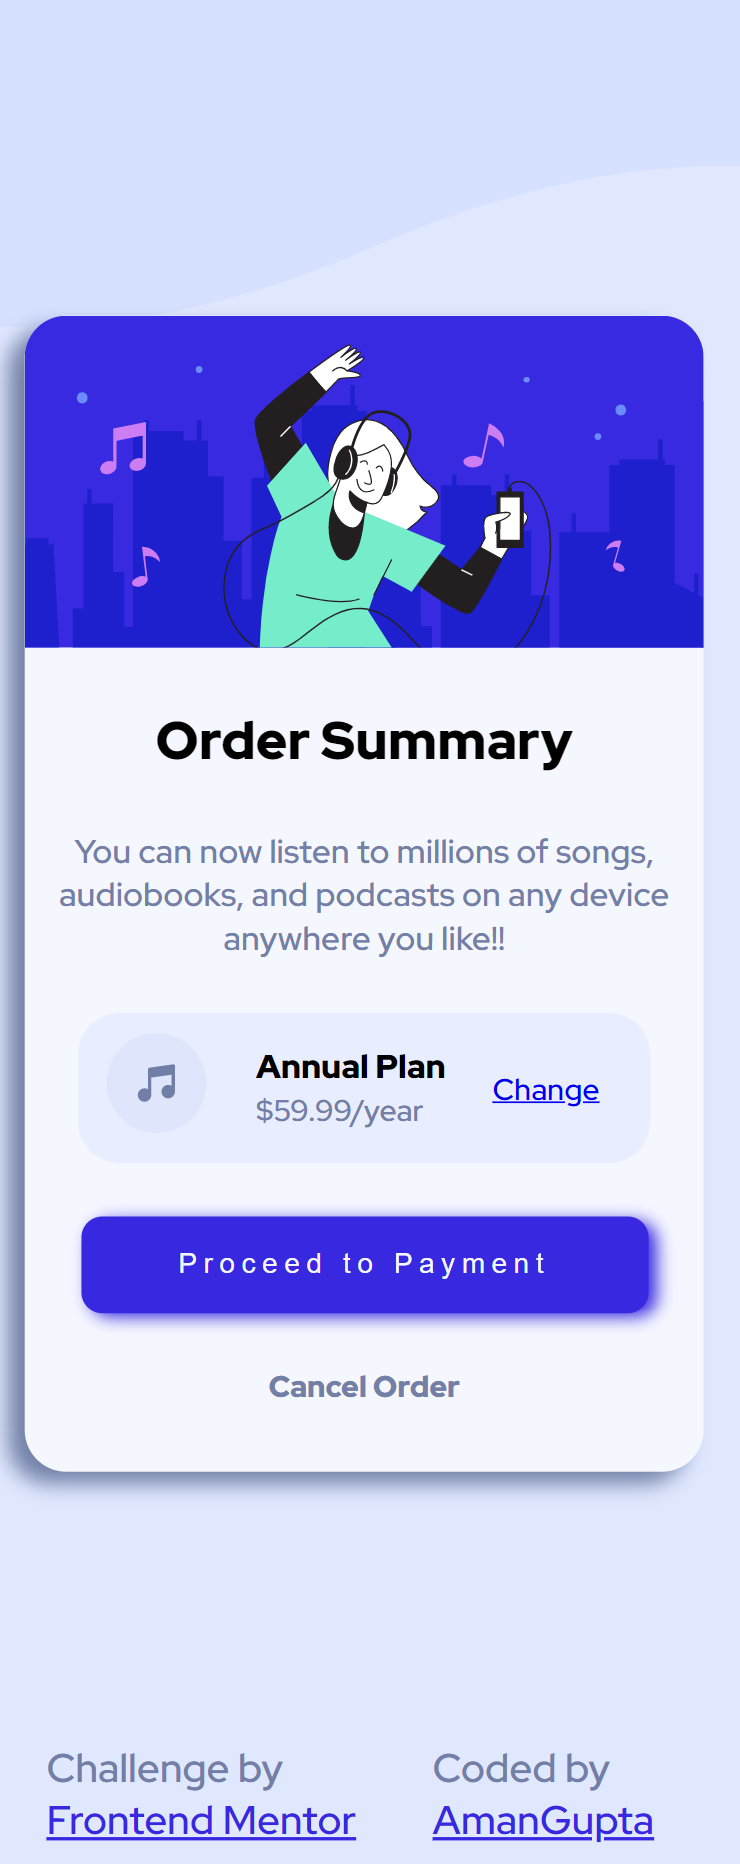 Order Summary
You can now listen to millions of songs,
audiobooks, and podcasts on any device
anywhere you like!!
Annual Plan
$59.99/year
Change
Proceed to Payment
Cancel Order
Challenge by
Frontend Mentor
Coded by
AmanGupta